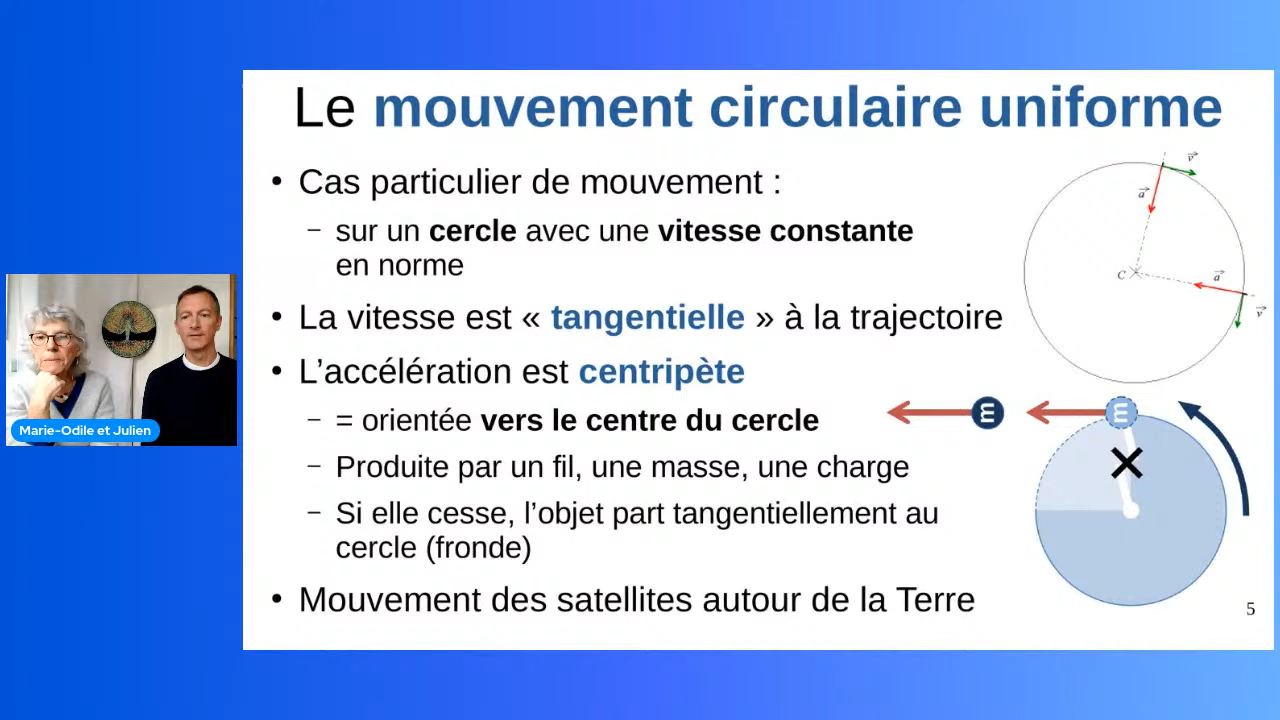 Le mouvement circulaire uniforme
• Cas particulier de mouvement :
– sur un cercle avec une vitesse constante
en norme
• La vitesse est « tangentielle » à la trajectoire
• L’accélération est centripète
– = orientée vers le centre du cercle
– Produite par un fil, une masse, une charge
– Si elle cesse, l’objet part tangentiellement au
cercle (fronde)
• Mouvement des satellites autour de la Terre
v
a
C
a
v
m
m
5
Marie-Odile et Julien